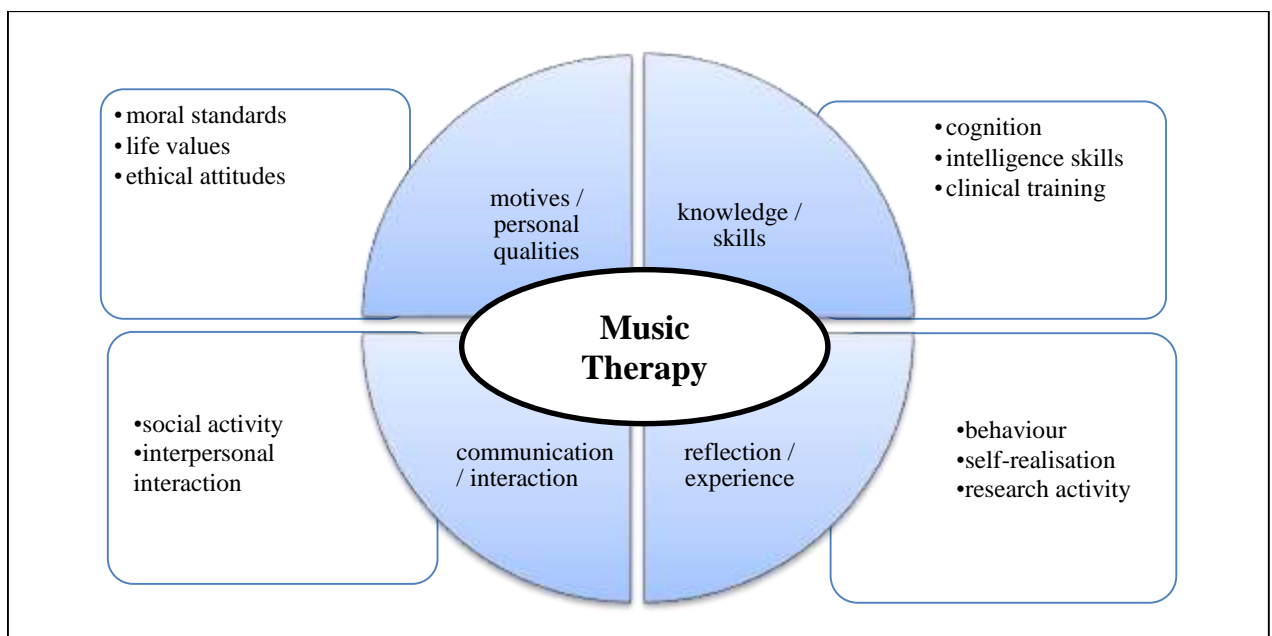 • moral standards
• life values
• ethical attitudes
motives /
personal
qualities
knowledge /
skills
• cognition
• intelligence skills
• clinical training
Music
Therapy
•social activity
•interpersonal
interaction
communication
/ interaction
reflection /
experience
•behaviour
•self-realisation
•research activity